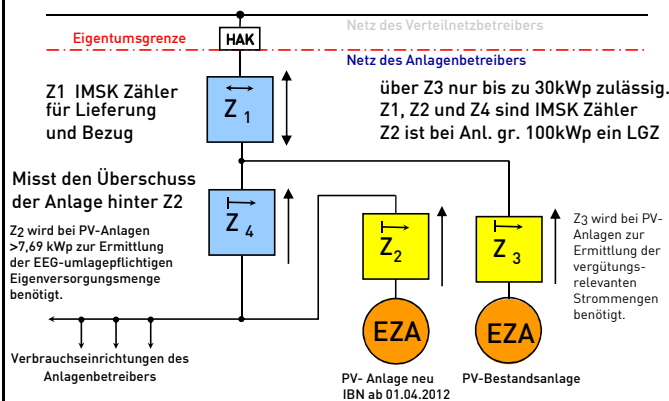 Netz des Verteilnetzbetreibers
Eigentumsgrenze
HAK
Netz des Anlagenbetreibers
Z1 IMSK Zähler
für Lieferung
und Bezug
Z 1
über Z3 nur bis zu 30kWp zulässig.
Z1, Z2 und Z4 sind IMSK Zähler
Z2 ist bei Anl. gr. 100kWp ein LGZ
Misst den Überschuss
der Anlage hinter Z2
Z2 wird bei PV-Anlagen
>7,69 kWp zur Ermittlung
der EEG-umlagepflichtigen
Eigenversorgungsmenge
benötigt.
Z 4
Z 2
Z 3
Z3 wird bei PV-
Anlagen zur
Ermittlung der
vergütungs-
relevanten
Strommengen
benötigt.
EZA
EZA
Verbrauchseinrichtungen des
Anlagenbetreibers
PV- Anlage neu
IBN ab 01.04.2012
PV-Bestandsanlage